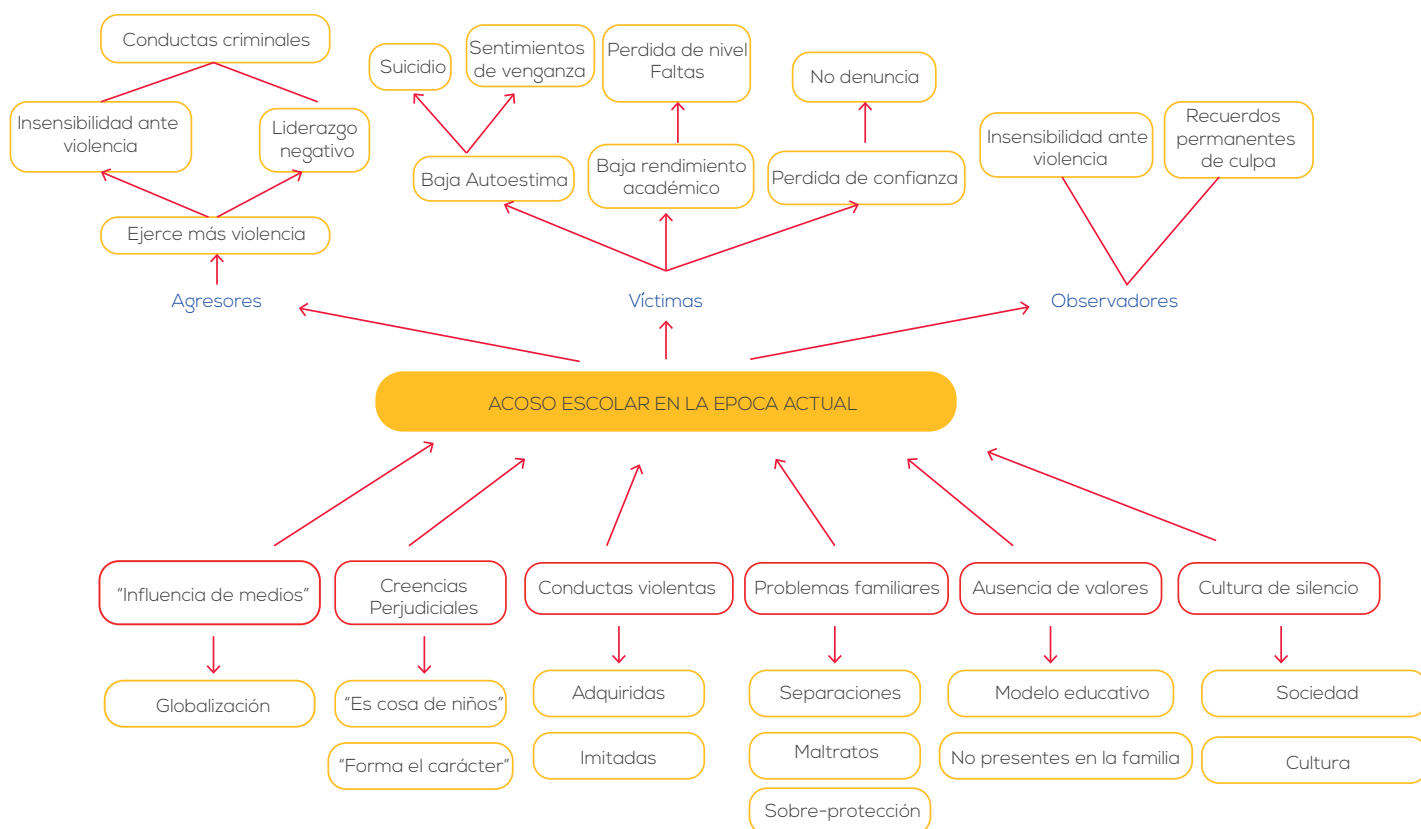 Conductas criminales
Suicidio
Sentimientos
de venganza
Perdida de nivel
Faltas
No denuncia
Insensibilidad ante
violencia
Liderazgo
negativo
Insensibilidad ante
violencia
Recuerdos
permanentes
de culpa
Baja Autoestima
Baja rendimiento
académico
Perdida de confianza
Ejerce más violencia
Agresores
Víctimas
Observadores
ACOSO ESCOLAR EN LA EPOCA ACTUAL
"Influencia de medios"
Creencias
Perjudiciales
Conductas violentas
Problemas familiares
Ausencia de valores
Cultura de silencio
Globalización
"Es cosa de niños"
"Forma el carácter"
Adquiridas
Imitadas
Separaciones
Maltratos
Sobre-protección
Modelo educativo
No presentes en la familia
Sociedad
Cultura